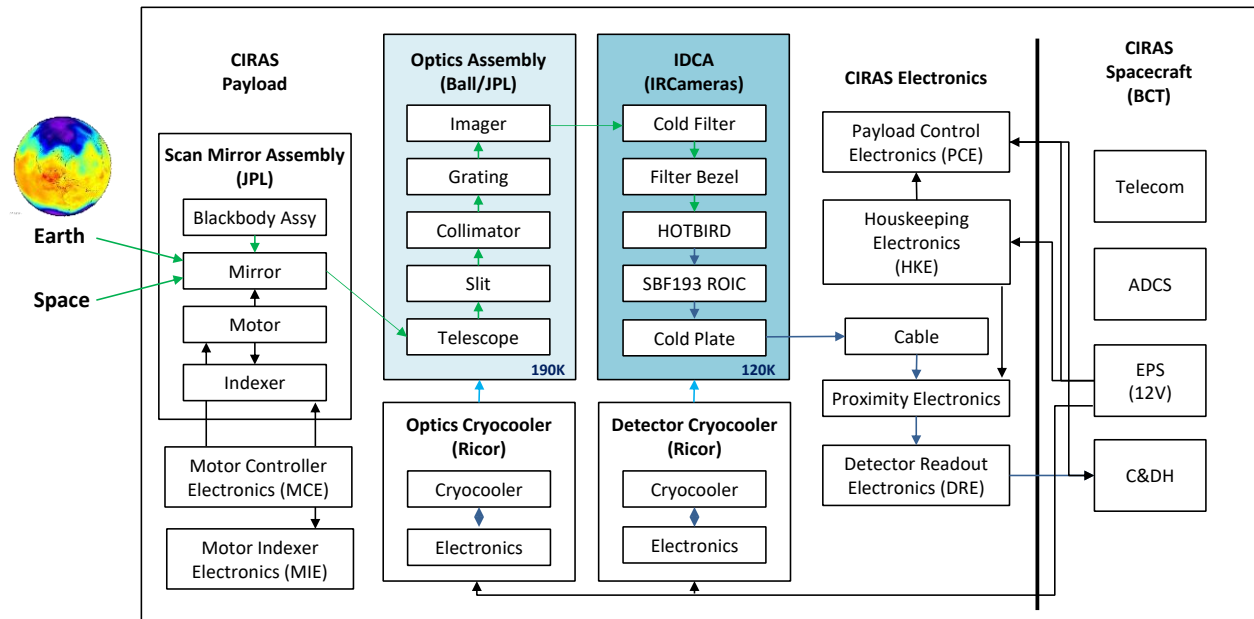 CIRAS
Payload
Earth
Space
Scan Mirror Assembly
(JPL)
Blackbody Assy
Mirror
Motor
Indexer
Motor Controller
Electronics (MCE)
Motor Indexer
Electronics (MIE)
Optics Assembly
(Ball/JPL)
Imager
Grating
Collimator
Slit
Telescope
190K
Optics Cryocooler
(Ricor)
Cryocooler
Electronics
IDCA
(IRCameras)
Cold Filter
Filter Bezel
HOTBIRD
SBF193 ROIC
Cold Plate
120K
Detector Cryocooler
(Ricor)
Cryocooler
Electronics
CIRAS Electronics
Payload Control
Electronics (PCE)
Houskeeping
Electronics
(HKE)
Cable
Proximity Electronics
Detector Readout
Electronics (DRE)
CIRAS
Spacecraft
(BCT)
Telecom
ADCS
EPS
(12V)
C&DH